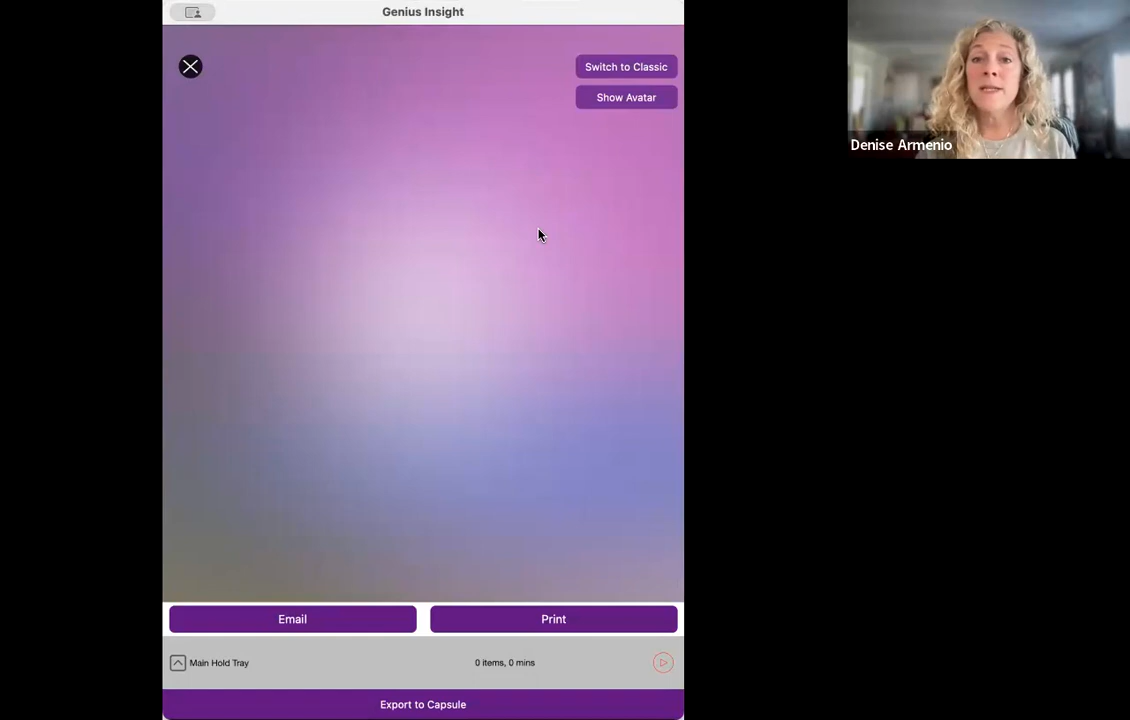 Genius Insight
Switch to Classic
Show Avatar
Denise Armenio
Email
Print
Main Hold Tray
0 items, 0 mins
Export to Capsule